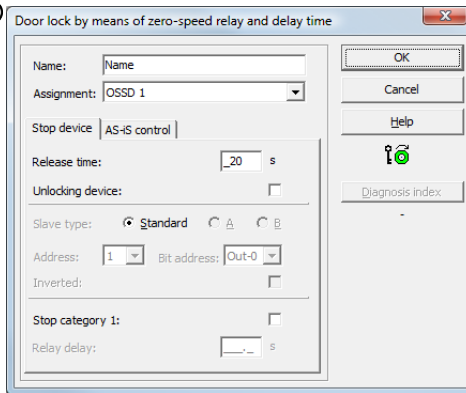 )
Door lock by means of zero-speed relay and delay time
Name: Name
Assignment: OSSD 1
OK
Cancel
Help
Diagnosis index
-
Stop device AS-iS control
Release time: _20 s
Unlocking device:
Slave type: Standard A B
Address: 1 Bit address: Out-0
Inverted:
Stop category 1:
Relay delay: ___._ s